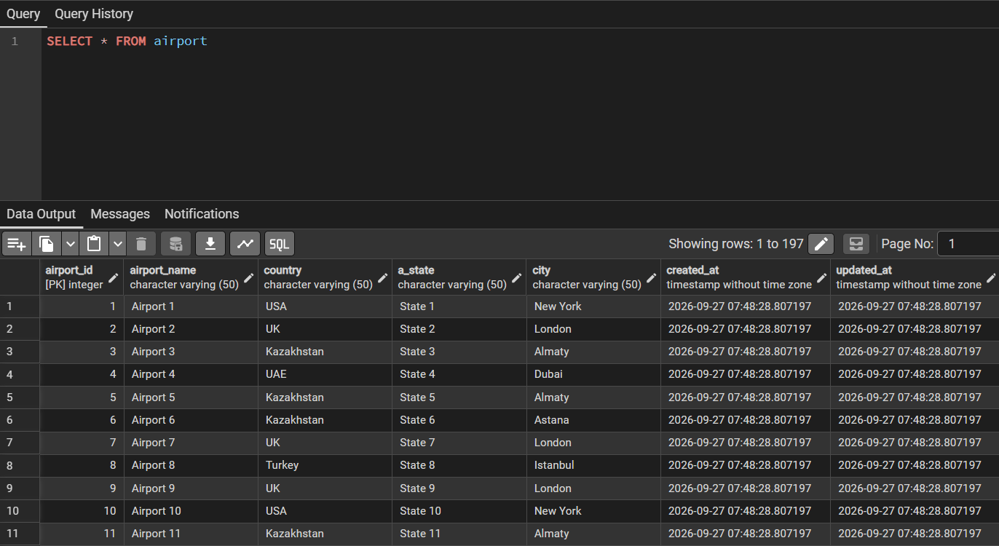 Query Query History
1 SELECT * FROM airport
Data Output Messages Notifications
SQL Showing rows: 1 to 197 Page No: 1
airport_id airport_name country a_state city created_at updated_at
[PK] integer character varying (50) character varying (50) character varying (50) character varying (50) timestamp without time zone timestamp without time zone
1 1 Airport 1 USA State 1 New York 2026-09-27 07:48:28.807197 2026-09-27 07:48:28.807197
2 2 Airport 2 UK State 2 London 2026-09-27 07:48:28.807197 2026-09-27 07:48:28.807197
3 3 Airport 3 Kazakhstan State 3 Almaty 2026-09-27 07:48:28.807197 2026-09-27 07:48:28.807197
4 4 Airport 4 UAE State 4 Dubai 2026-09-27 07:48:28.807197 2026-09-27 07:48:28.807197
5 5 Airport 5 Kazakhstan State 5 Almaty 2026-09-27 07:48:28.807197 2026-09-27 07:48:28.807197
6 6 Airport 6 Kazakhstan State 6 Astana 2026-09-27 07:48:28.807197 2026-09-27 07:48:28.807197
7 7 Airport 7 UK State 7 London 2026-09-27 07:48:28.807197 2026-09-27 07:48:28.807197
8 8 Airport 8 Turkey State 8 Istanbul 2026-09-27 07:48:28.807197 2026-09-27 07:48:28.807197
9 9 Airport 9 UK State 9 London 2026-09-27 07:48:28.807197 2026-09-27 07:48:28.807197
10 10 Airport 10 USA State 10 New York 2026-09-27 07:48:28.807197 2026-09-27 07:48:28.807197
11 11 Airport 11 Kazakhstan State 11 Almaty 2026-09-27 07:48:28.807197 2026-09-27 07:48:28.807197